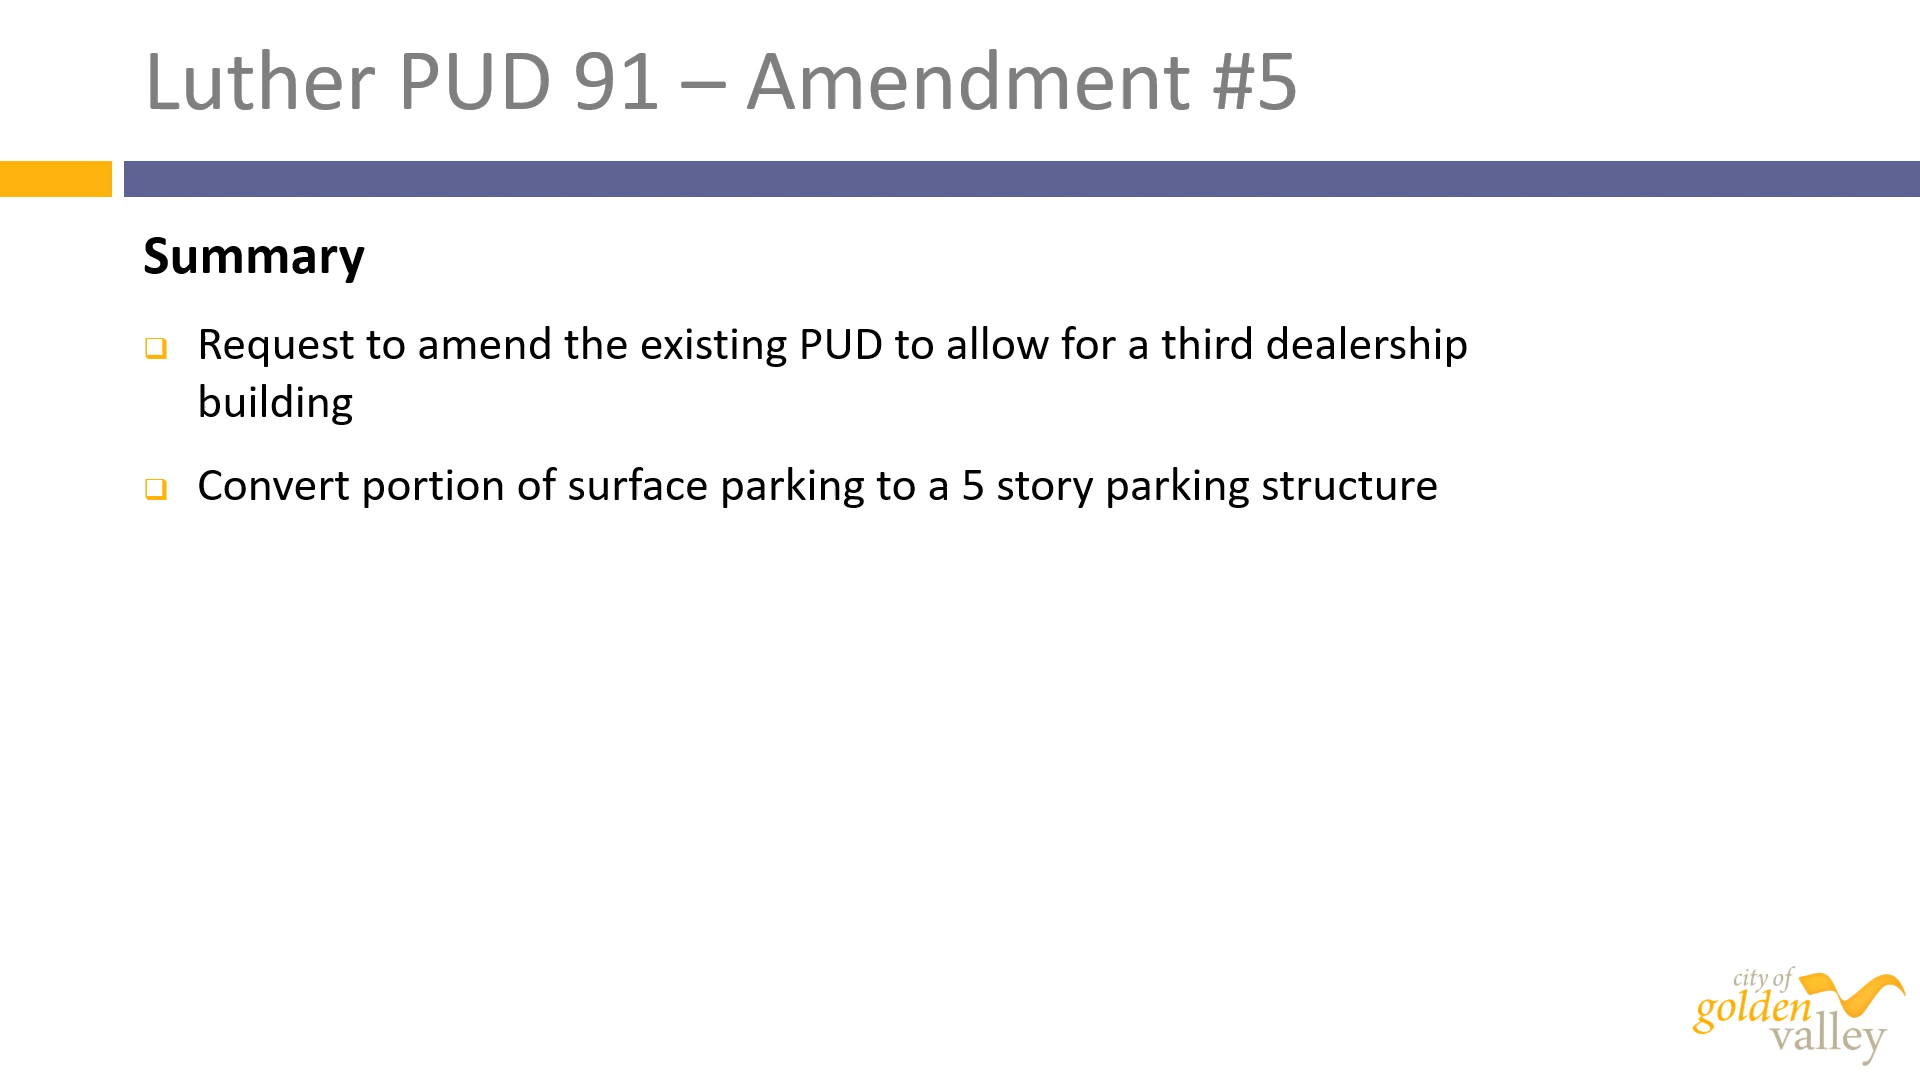 Luther PUD 91 – Amendment #5
Summary
Request to amend the existing PUD to allow for a third dealership
building
Convert portion of surface parking to a 5 story parking structure
city of
golden
valley